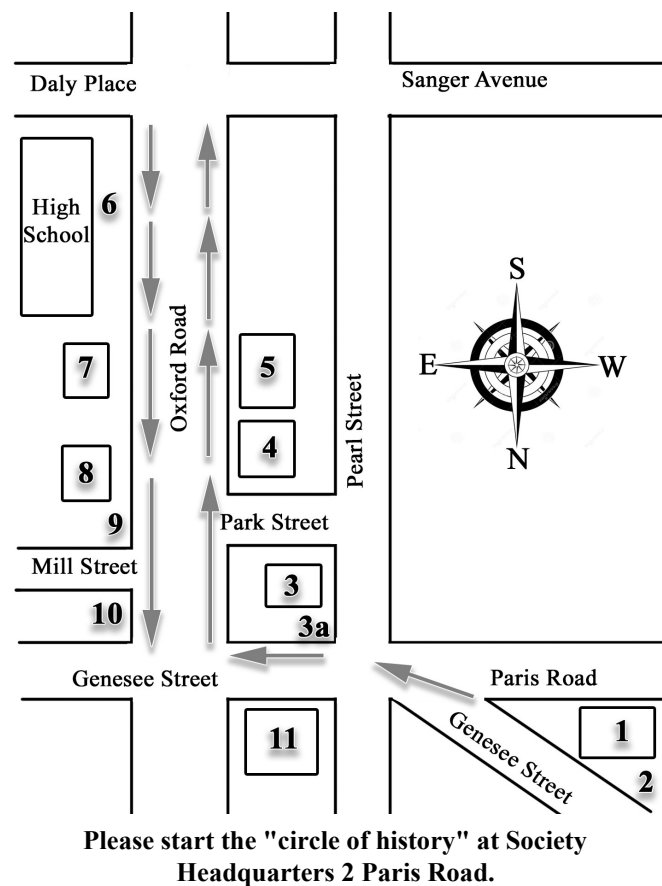 Daly Place
Sanger Avenue
High
School
6
7
8
9
Mill Street
10
Genesee Street
Oxford Road
5
4
Park Street
3
3a
11
Pearl Street
S
E
W
N
Paris Road
1
2
Genesee Street
Please start the "circle of history" at Society
Headquarters 2 Paris Road.